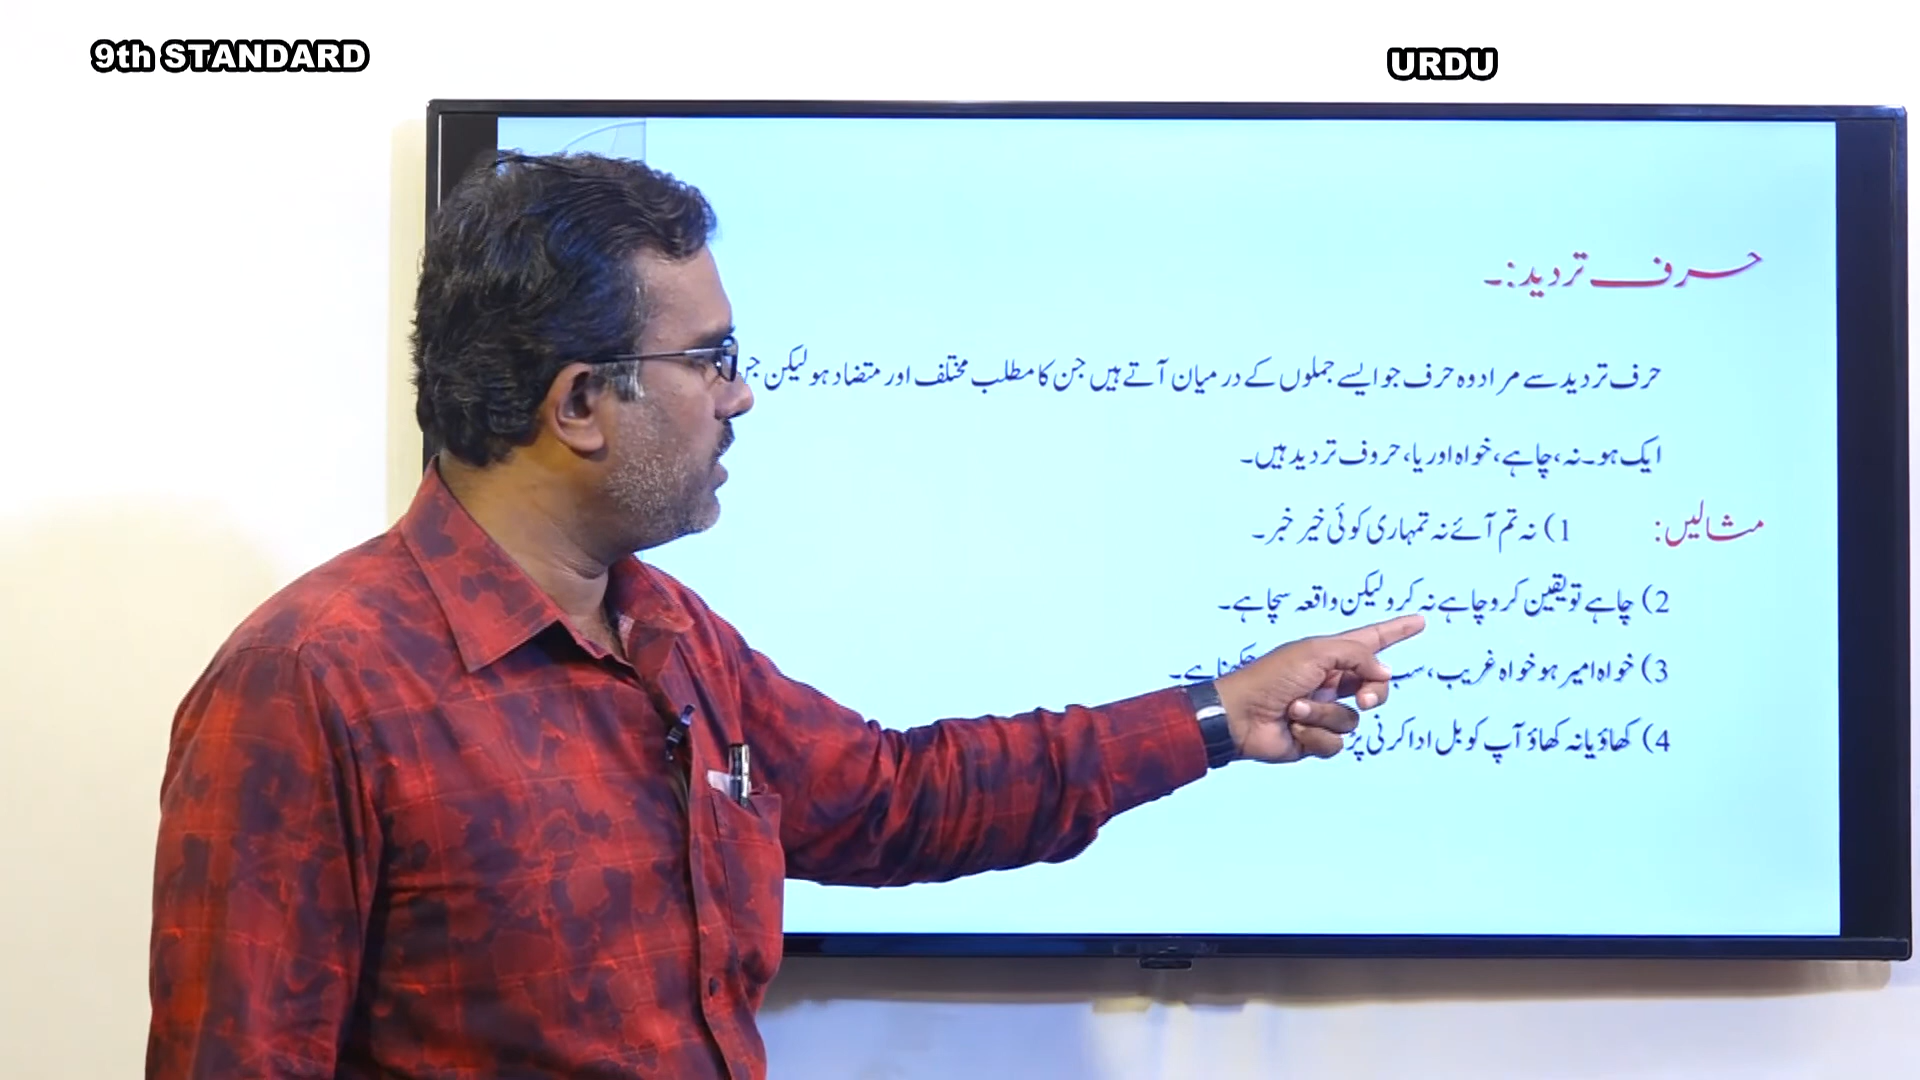 9th STANDARD
URDU
حرف تردید:۔
حرف تردید سے مراد وہ حرف جو ایسے جملوں کے درمیان آتے ہیں جن کا مطلب مختلف اور متضاد ہو لیکن
ایک ہو۔ نہ، چاہے، خواہ اور یا، حروف تردید ہیں۔
مثالیں: 1) نہ تم آئے نہ تمہاری کوئی خیر خبر۔
2) چاہے تو یقین کرو چاہے نہ کرو لیکن واقعہ سچا ہے۔
3) خواہ امیر ہو خواہ غریب، سب چکھنا ہے۔
4) کھاؤ یا نہ کھاؤ آپ کو بل ادا کرنی